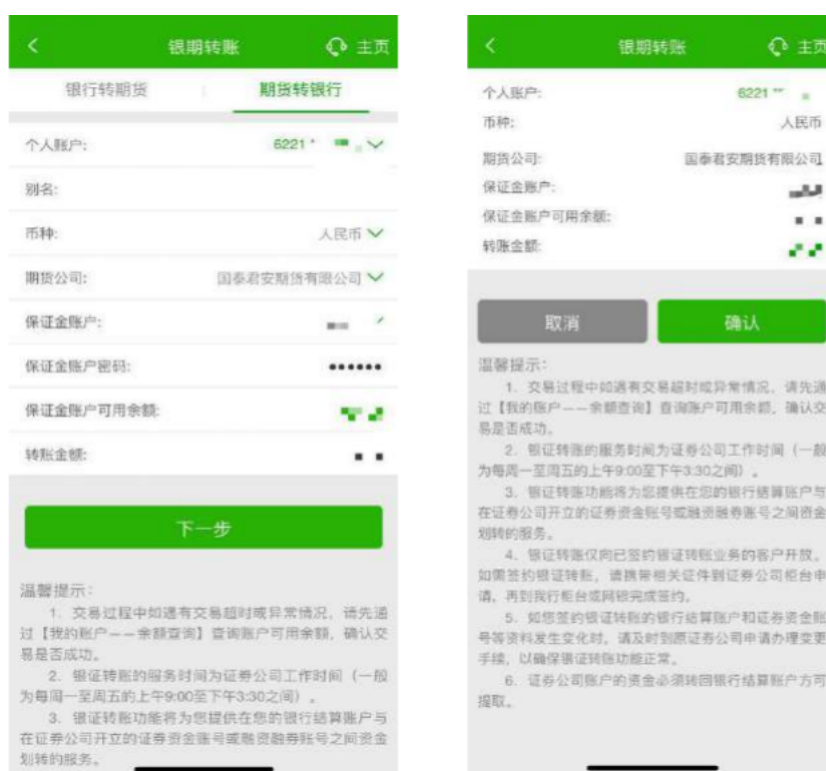 银期转账
主页
银行转期货
期货转银行
个人账户:
6221 *
别名:
币种:
人民币
期货公司:
国泰君安期货有限公司
保证金账户:
保证金账户密码:
••••••
保证金账户可用余额:
转账金额:
下一步
温馨提示:
1. 交易过程中如遇有交易超时或异常情况, 请先通
过【我的账户——余额查询】查询账户可用余额, 确认交
易是否成功。
2. 银证转账的服务时间为证券公司工作时间 (一般
为每周一至周五的上午9:00至下午3:30之间) 。
3. 银证转账功能将为您提供在您的银行结算账户与
在证券公司开立的证券资金账号或融资融券账号之间资金
划转的服务。
银期转账
主页
个人账户:
6221 **
币种:
人民币
期货公司:
国泰君安期货有限公司
保证金账户:
保证金账户可用余额:
转账金额:
取消
确认
温馨提示:
1. 交易过程中如遇有交易超时或异常情况, 请先通
过【我的账户——余额查询】查询账户可用余额, 确认交
易是否成功。
2. 银证转账的服务时间为证券公司工作时间 (一般
为每周一至周五的上午9:00至下午3:30之间) 。
3. 银证转账功能将为您提供在您的银行结算账户与
在证券公司开立的证券资金账号或融资融券账号之间资金
划转的服务。
4. 银证转账仅向已签约银证转账业务的客户开放。
如需签约银证转账, 请携带相关证件到证券公司柜台申
请, 再到我行柜台或网银完成签约。
5. 如您签约银证转账的银行结算账户和证券资金账
号等资料发生变化时, 请及时到原证券公司申请办理变更
手续, 以确保银证转账功能正常。
6. 证券公司账户的资金必须转回银行结算账户方可
提取。